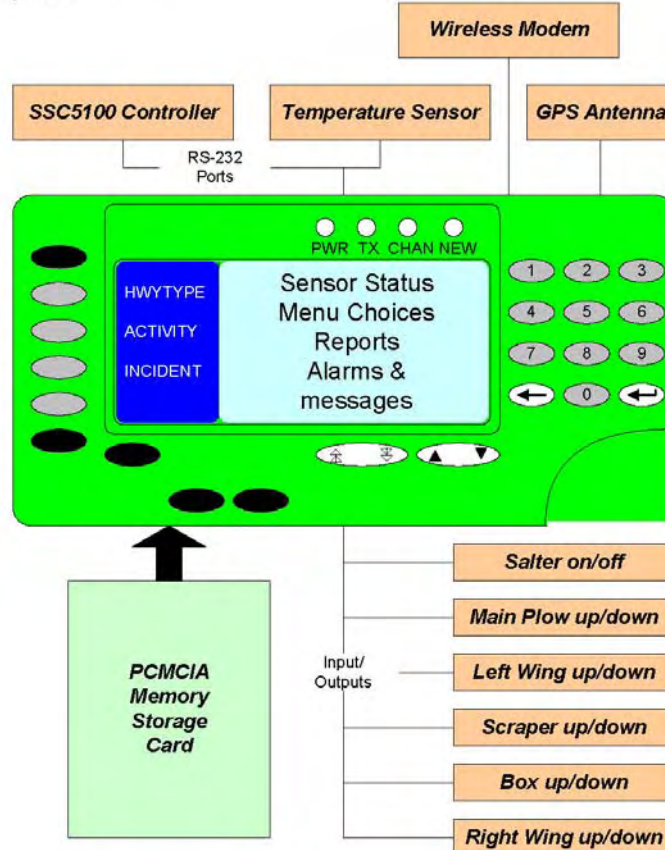 Wireless Modem
SSC5100 Controller
Temperature Sensor
GPS Antenna
RS-232
Ports
PWR TX CHAN NEW
HWYTYPE
ACTIVITY
INCIDENT
Sensor Status
Menu Choices
Reports
Alarms &
messages
1 2 3
4 5 6
7 8 9
0
PCMCIA
Memory
Storage
Card
Input/
Outputs
Salter on/off
Main Plow up/down
Left Wing up/down
Scraper up/down
Box up/down
Right Wing up/down